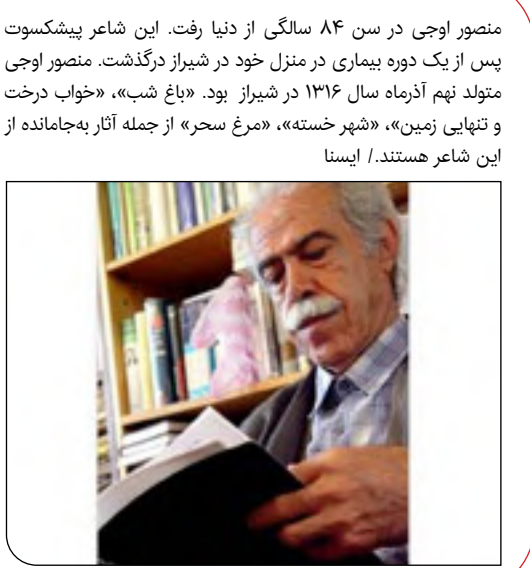 منصور اوجی در سن ۸۴ سالگی از دنیا رفت. این شاعر پیشکسوت
پس از یک دوره بیماری در منزل خود در شیراز درگذشت. منصور اوجی
متولد نهم آذرماه سال ۱۳۱۶ در شیراز بود. «باغ شب»، «خواب درخت
و تنهایی زمین»، «شهر خسته»، «مرغ سحر» از جمله آثار به‌جامانده از
این شاعر هستند./ ایسنا